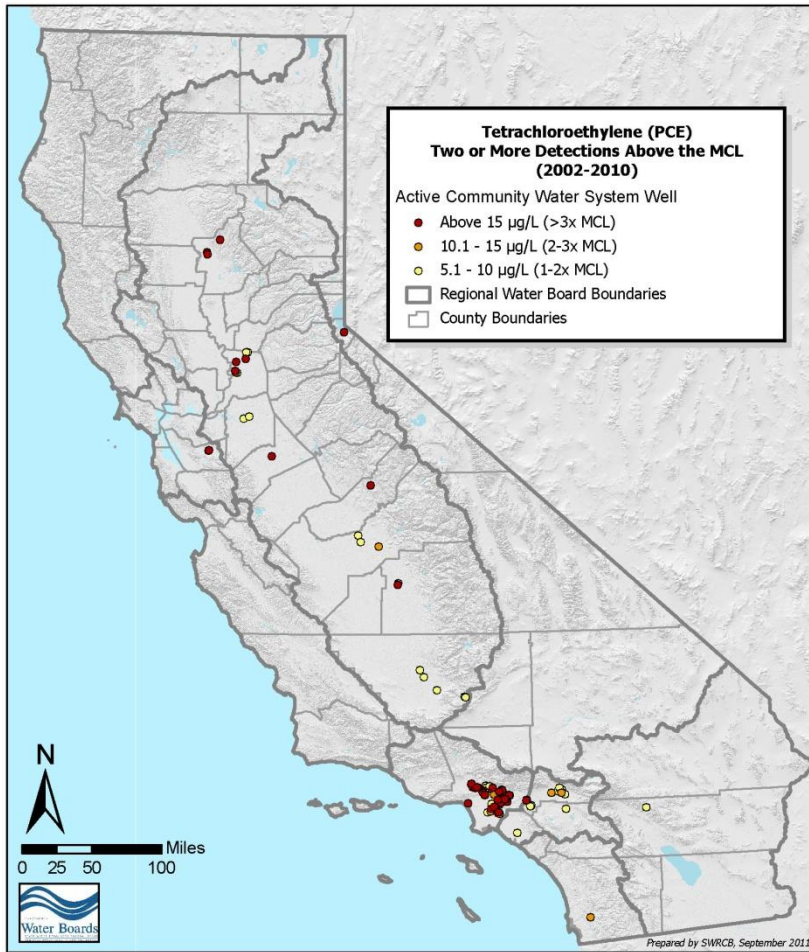 Tetrachloroethylene (PCE)
Two or More Detections Above the MCL
(2002-2010)
Active Community Water System Well
Above 15 µg/L (>3x MCL)
10.1 - 15 µg/L (2-3x MCL)
5.1 - 10 µg/L (1-2x MCL)
Regional Water Board Boundaries
County Boundaries
N
Miles
0 25 50 100
Water Boards
Prepared by SWRCB, September 2011